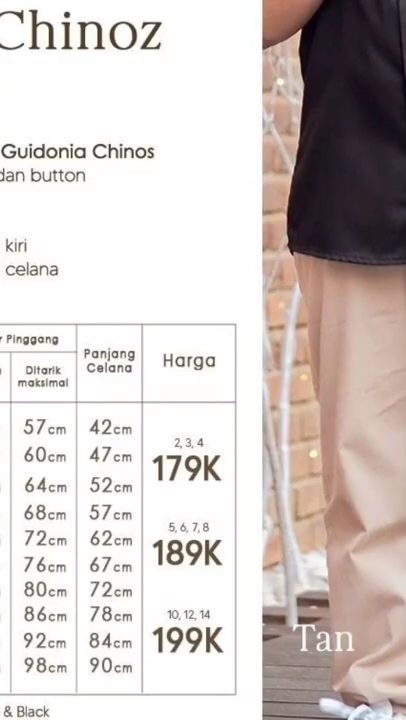 Chinoz
Guidonia Chinos
dan button
kiri
celana
Pinggang
Ditarik maksimal
Panjang Celana
Harga
57cm 42cm
60cm 47cm
64cm 52cm
68cm 57cm
72cm 62cm
76cm 67cm
80cm 72cm
86cm 78cm
92cm 84cm
98cm 90cm
2, 3, 4
179K
5, 6, 7, 8
189K
10, 12, 14
199K
& Black
Tan